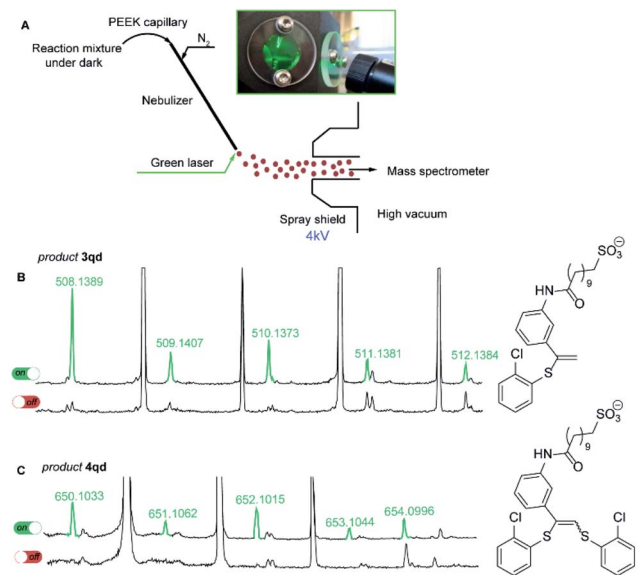 A
PEEK capillary
Reaction mixture
under dark
N2
Nebulizer
Green laser
Mass spectrometer
Spray shield
4kV
High vacuum
product 3qd
B
508.1389
509.1407
510.1373
511.1381
512.1384
on
off
SO3⊖
9
HN
O
Cl
S
C
product 4qd
650.1033
651.1062
652.1015
653.1044
654.0996
on
off
SO3⊖
9
HN
O
Cl
Cl
S
S